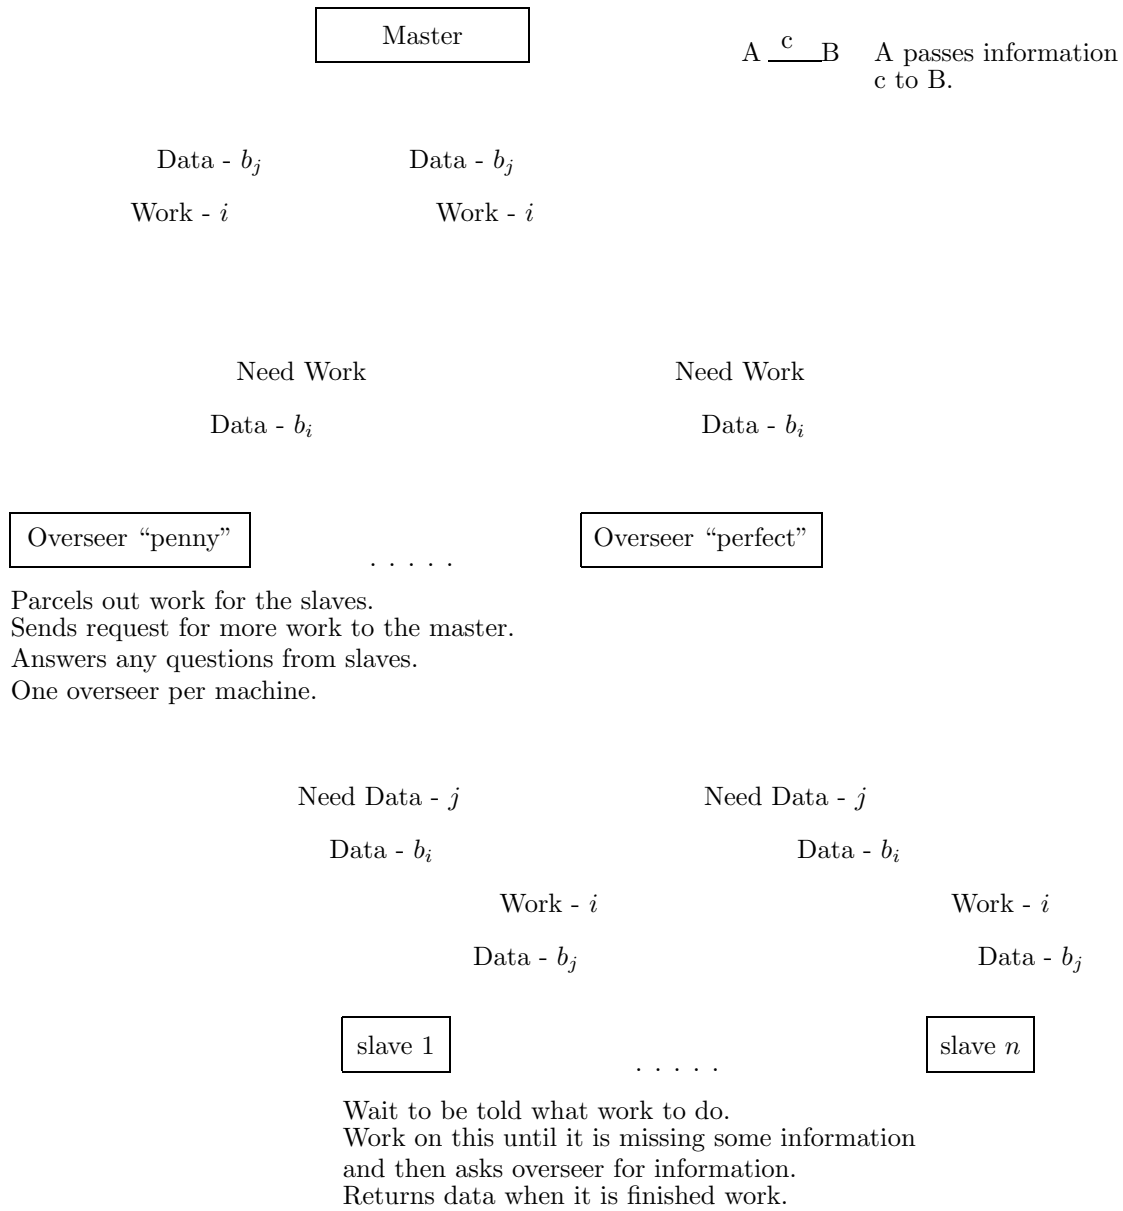 Master
A c B A passes information
c to B.
Data - b_j Data - b_j
Work - i Work - i
Need Work Need Work
Data - b_i Data - b_i
Overseer “penny” . . . . . Overseer “perfect”
Parcels out work for the slaves.
Sends request for more work to the master.
Answers any questions from slaves.
One overseer per machine.
Need Data - j Need Data - j
Data - b_i Data - b_i
Work - i Work - i
Data - b_j Data - b_j
slave 1 . . . . . slave n
Wait to be told what work to do.
Work on this until it is missing some information
and then asks overseer for information.
Returns data when it is finished work.